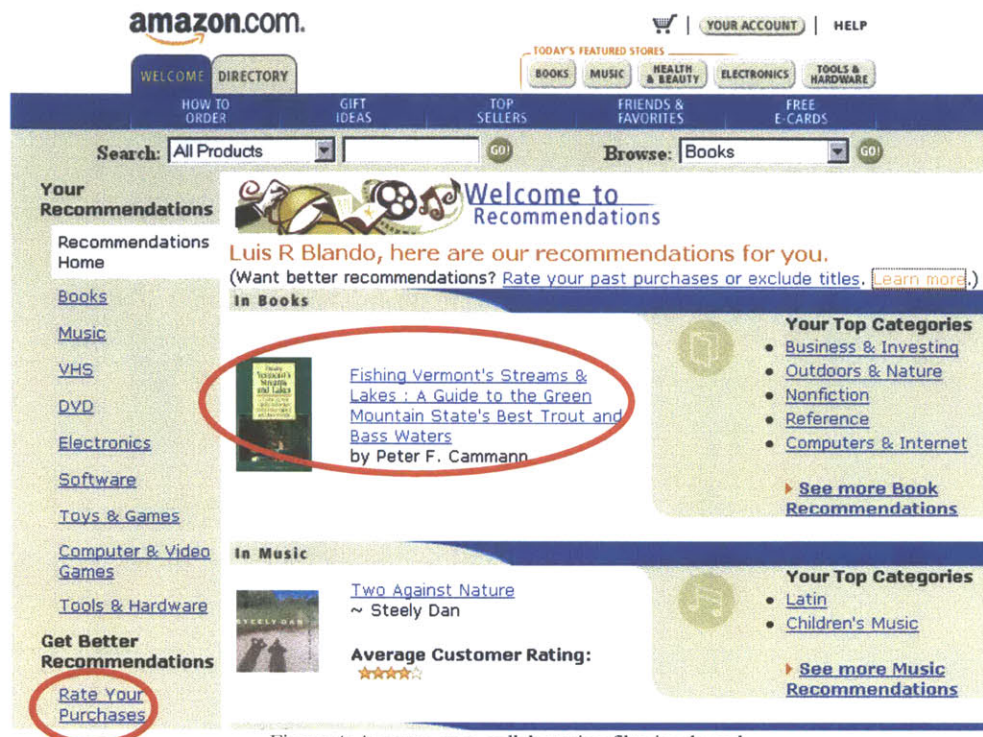 amazon.com.
YOUR ACCOUNT | HELP
TODAY'S FEATURED STORES
WELCOME DIRECTORY
BOOKS MUSIC HEALTH & BEAUTY ELECTRONICS TOOLS & HARDWARE
HOW TO ORDER
GIFT IDEAS
TOP SELLERS
FRIENDS & FAVORITES
FREE E-CARDS
Search: All Products GO!
Browse: Books GO!
Your
Recommendations
Recommendations
Home
Books
Music
VHS
DVD
Electronics
Software
Toys & Games
Computer & Video
Games
Tools & Hardware
Get Better
Recommendations
Rate Your
Purchases
Welcome to
Recommendations
Luis R Blando, here are our recommendations for you.
(Want better recommendations? Rate your past purchases or exclude titles. Learn more.)
In Books
Vermont's
Streams
and Lakes
Fishing Vermont's Streams &
Lakes : A Guide to the Green
Mountain State's Best Trout and
Bass Waters
by Peter F. Cammann
Your Top Categories
Business & Investing
Outdoors & Nature
Nonfiction
Reference
Computers & Internet
See more Book
Recommendations
In Music
STEELY DAN
Two Against Nature
~ Steely Dan
Average Customer Rating:
Your Top Categories
Latin
Children's Music
See more Music
Recommendations